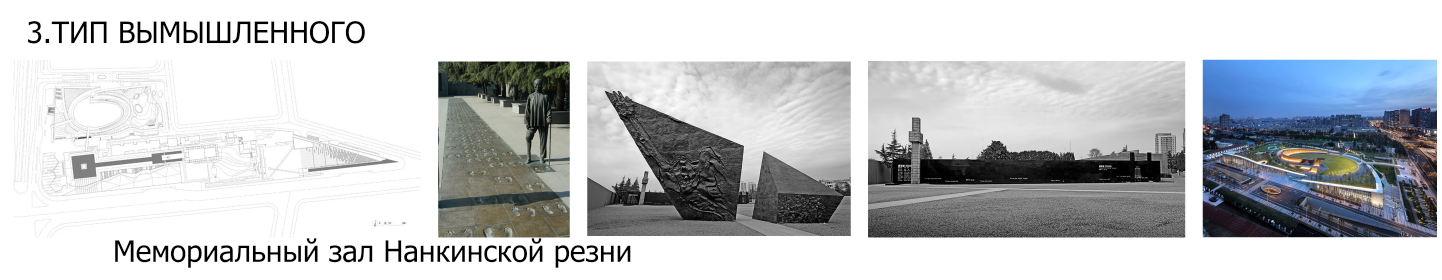 3.ТИП ВЫМЫШЛЕННОГО
Мемориальный зал Нанкинской резни